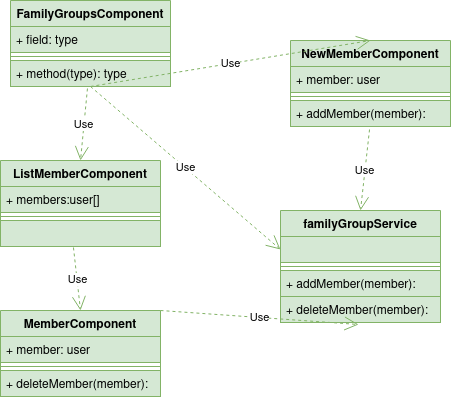 FamilyGroupsComponent
+ field: type
+ method(type): type
Use
NewMemberComponent
+ member: user
+ addMember(member):
Use
Use
Use
ListMemberComponent
+ members:user[]
familyGroupService
+ addMember(member):
+ deleteMember(member):
Use
MemberComponent
+ member: user
+ deleteMember(member):
Use